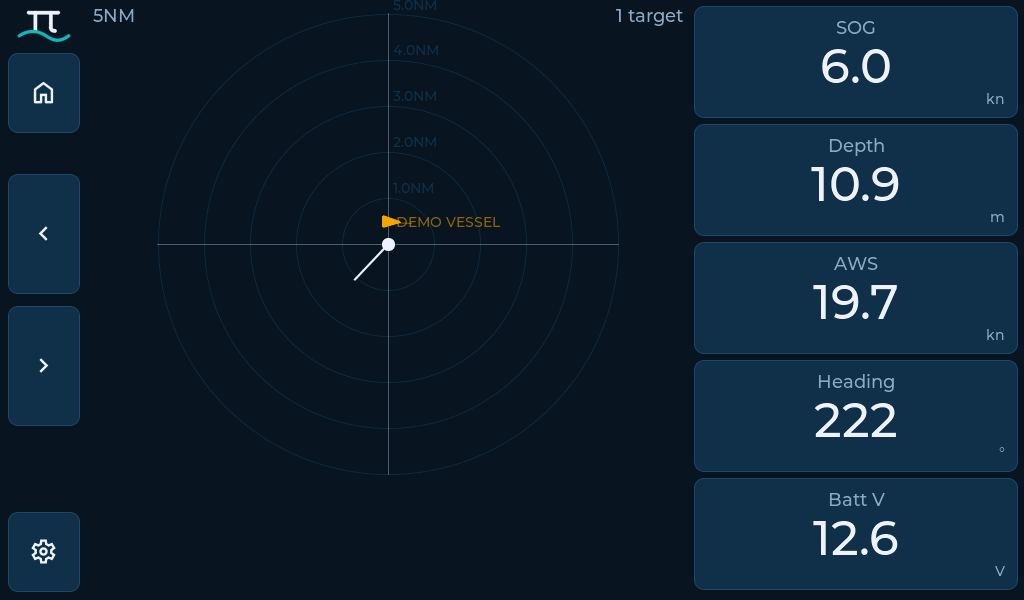 5NM
1 target
5.0NM
4.0NM
3.0NM
2.0NM
1.0NM
DEMO VESSEL
SOG
6.0
kn
Depth
10.9
m
AWS
19.7
kn
Heading
222
°
Batt V
12.6
V